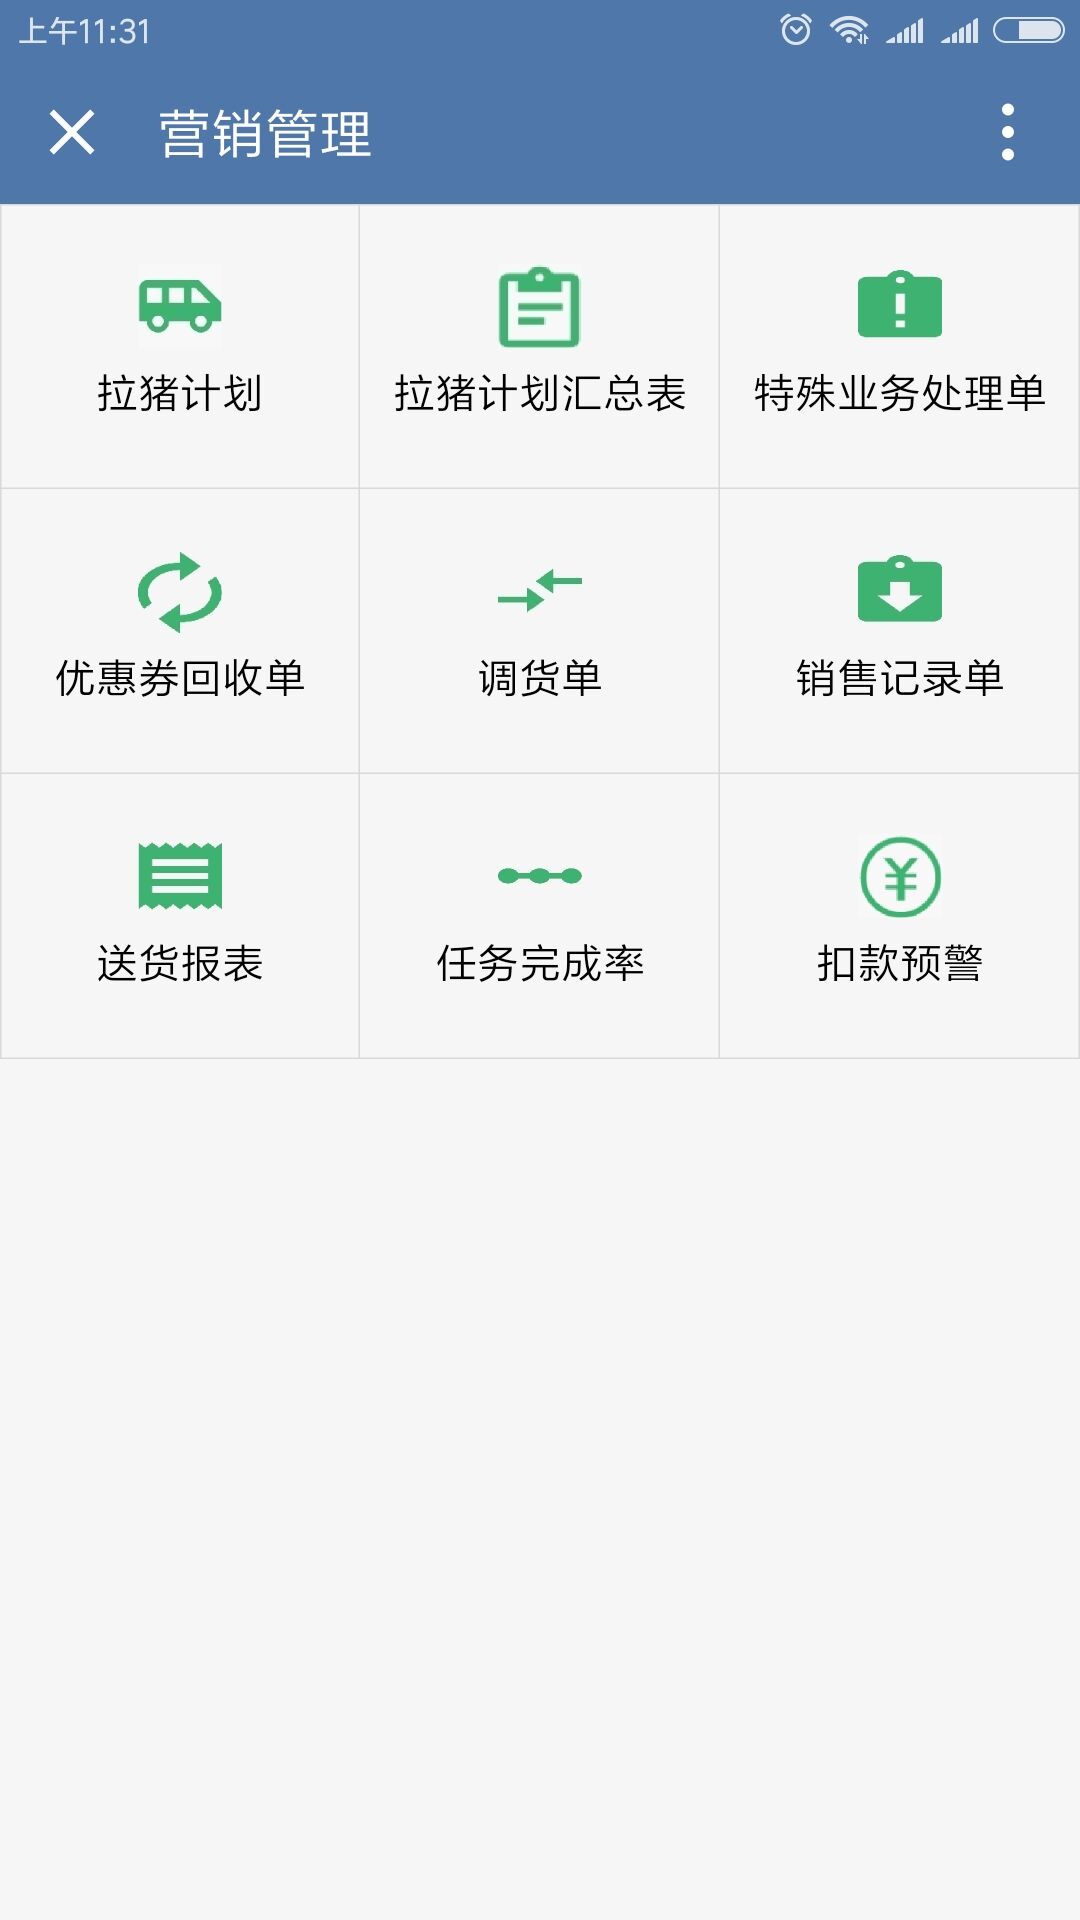 上午11:31
营销管理
拉猪计划
拉猪计划汇总表
特殊业务处理单
优惠券回收单
调货单
销售记录单
送货报表
任务完成率
扣款预警